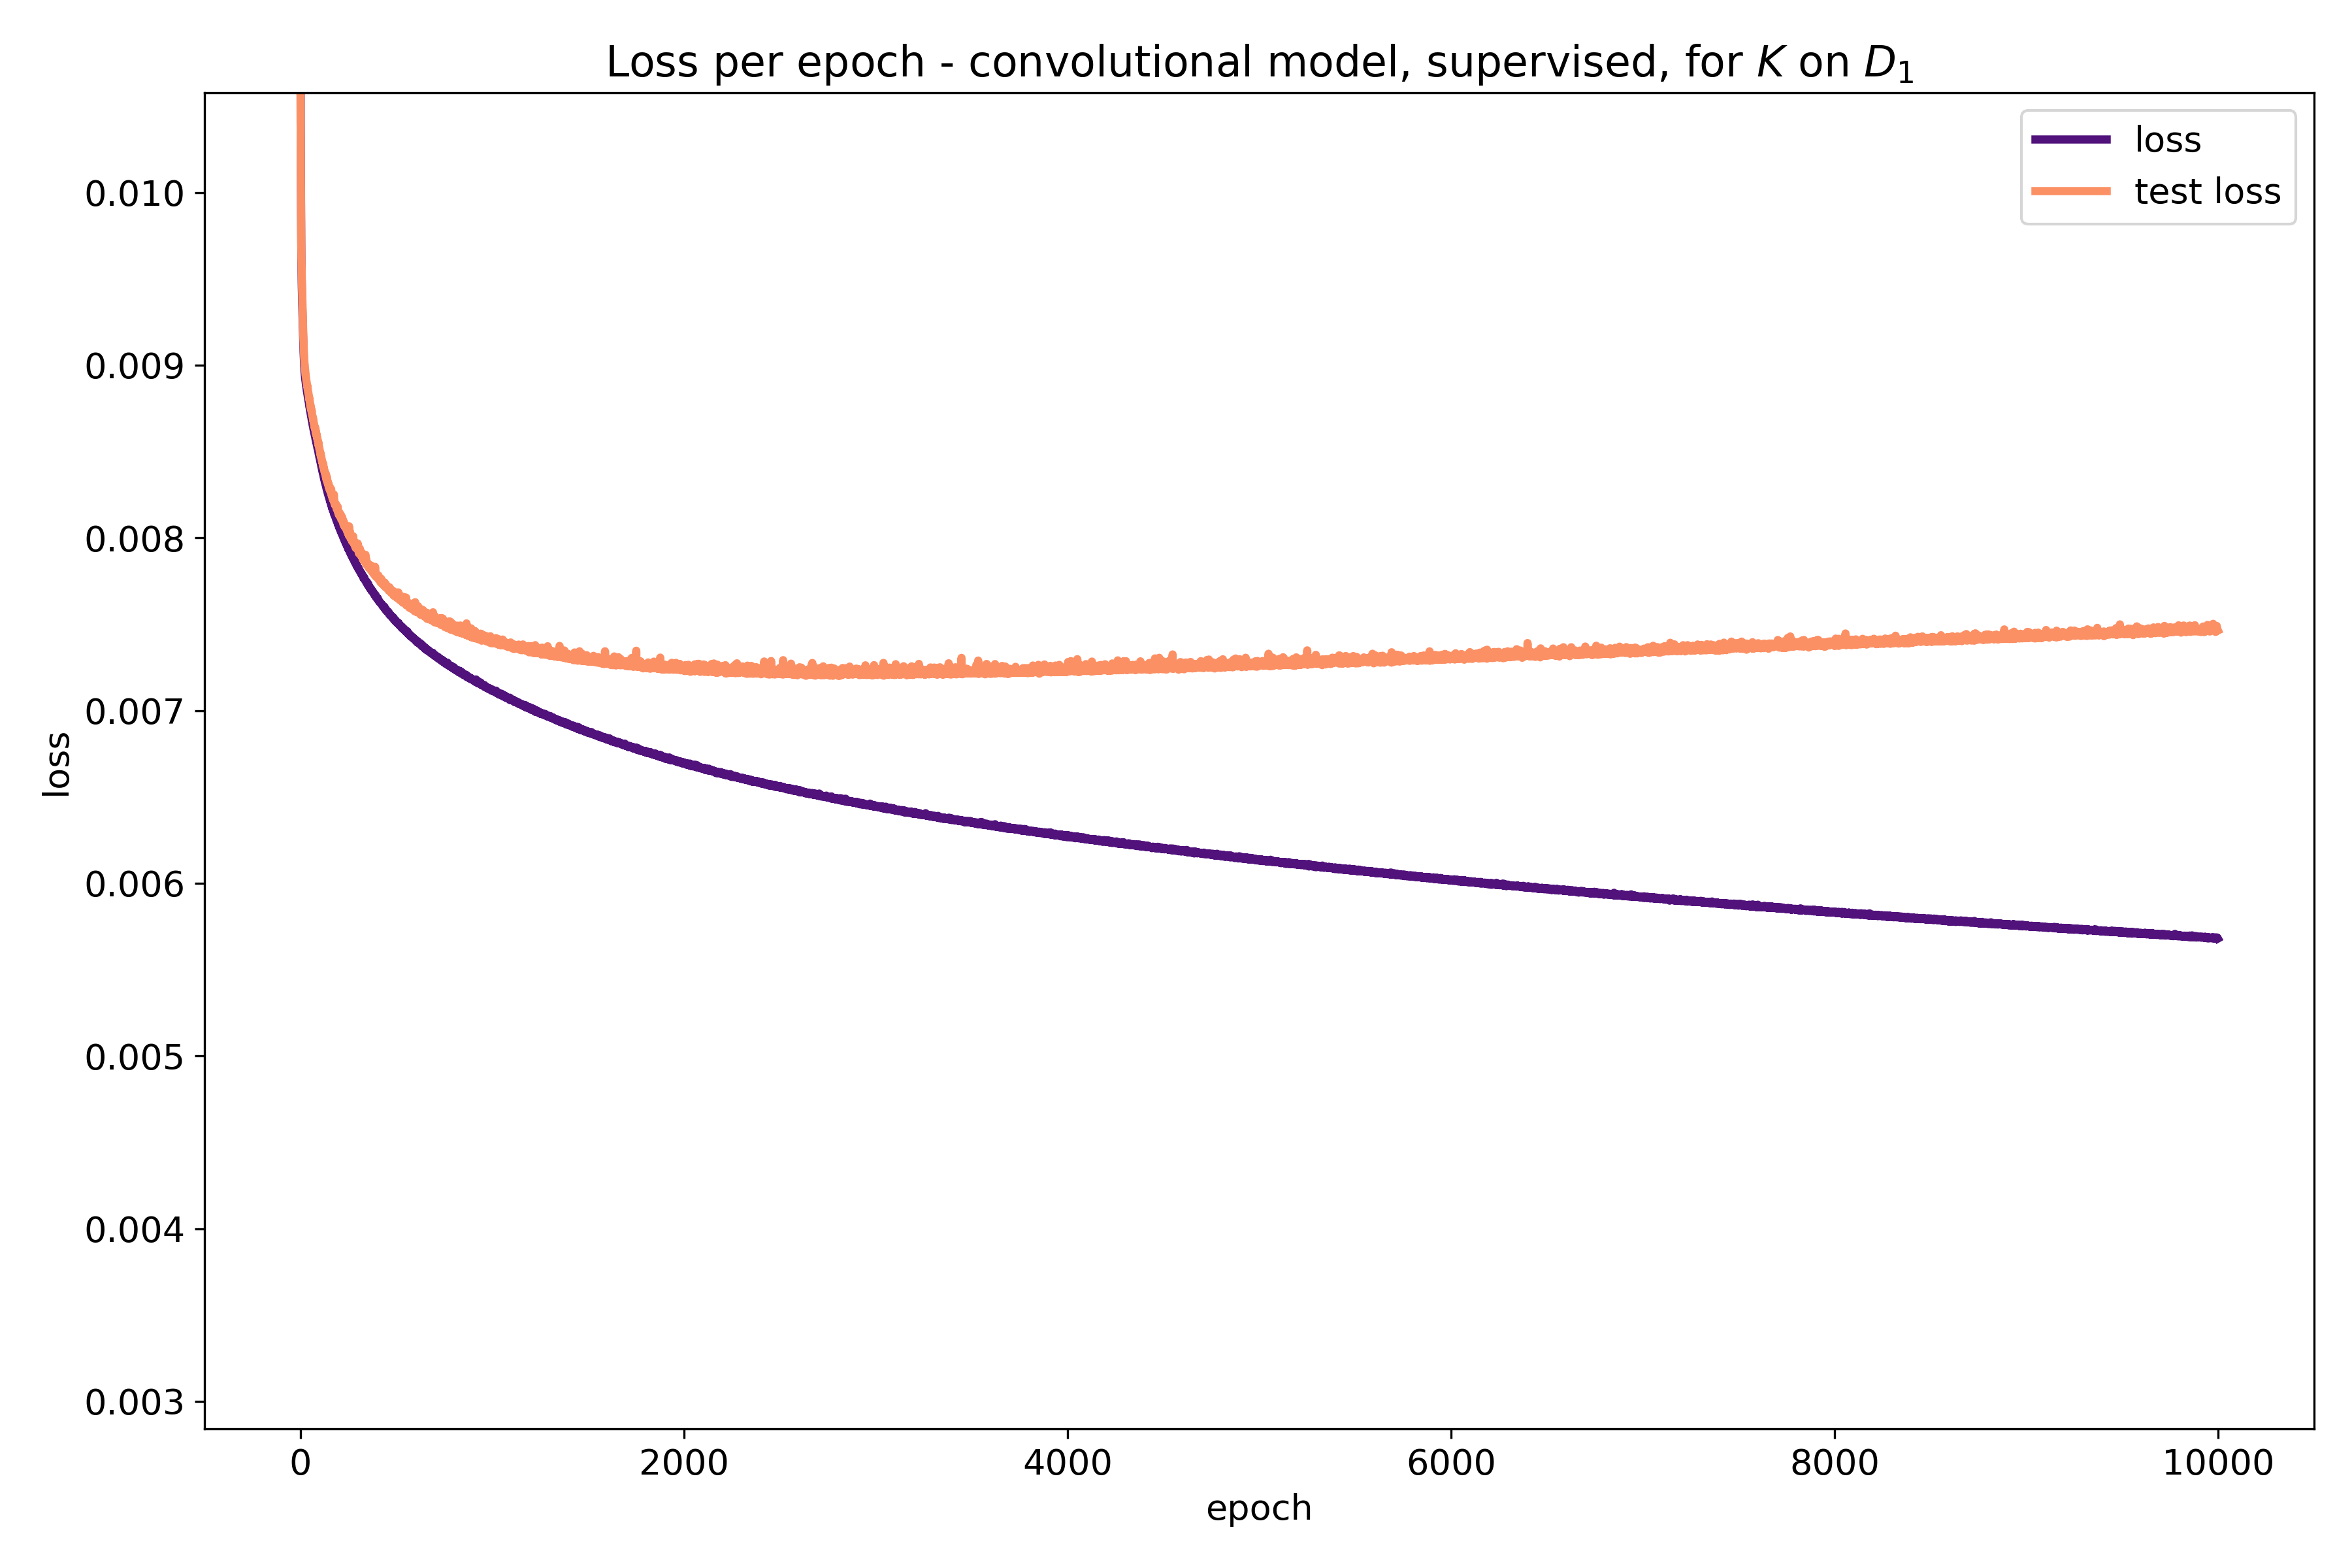 Loss per epoch - convolutional model, supervised, for K on D₁
loss
test loss
0.010
0.009
0.008
0.007
0.006
0.005
0.004
0.003
loss
0 2000 4000 6000 8000 10000
epoch